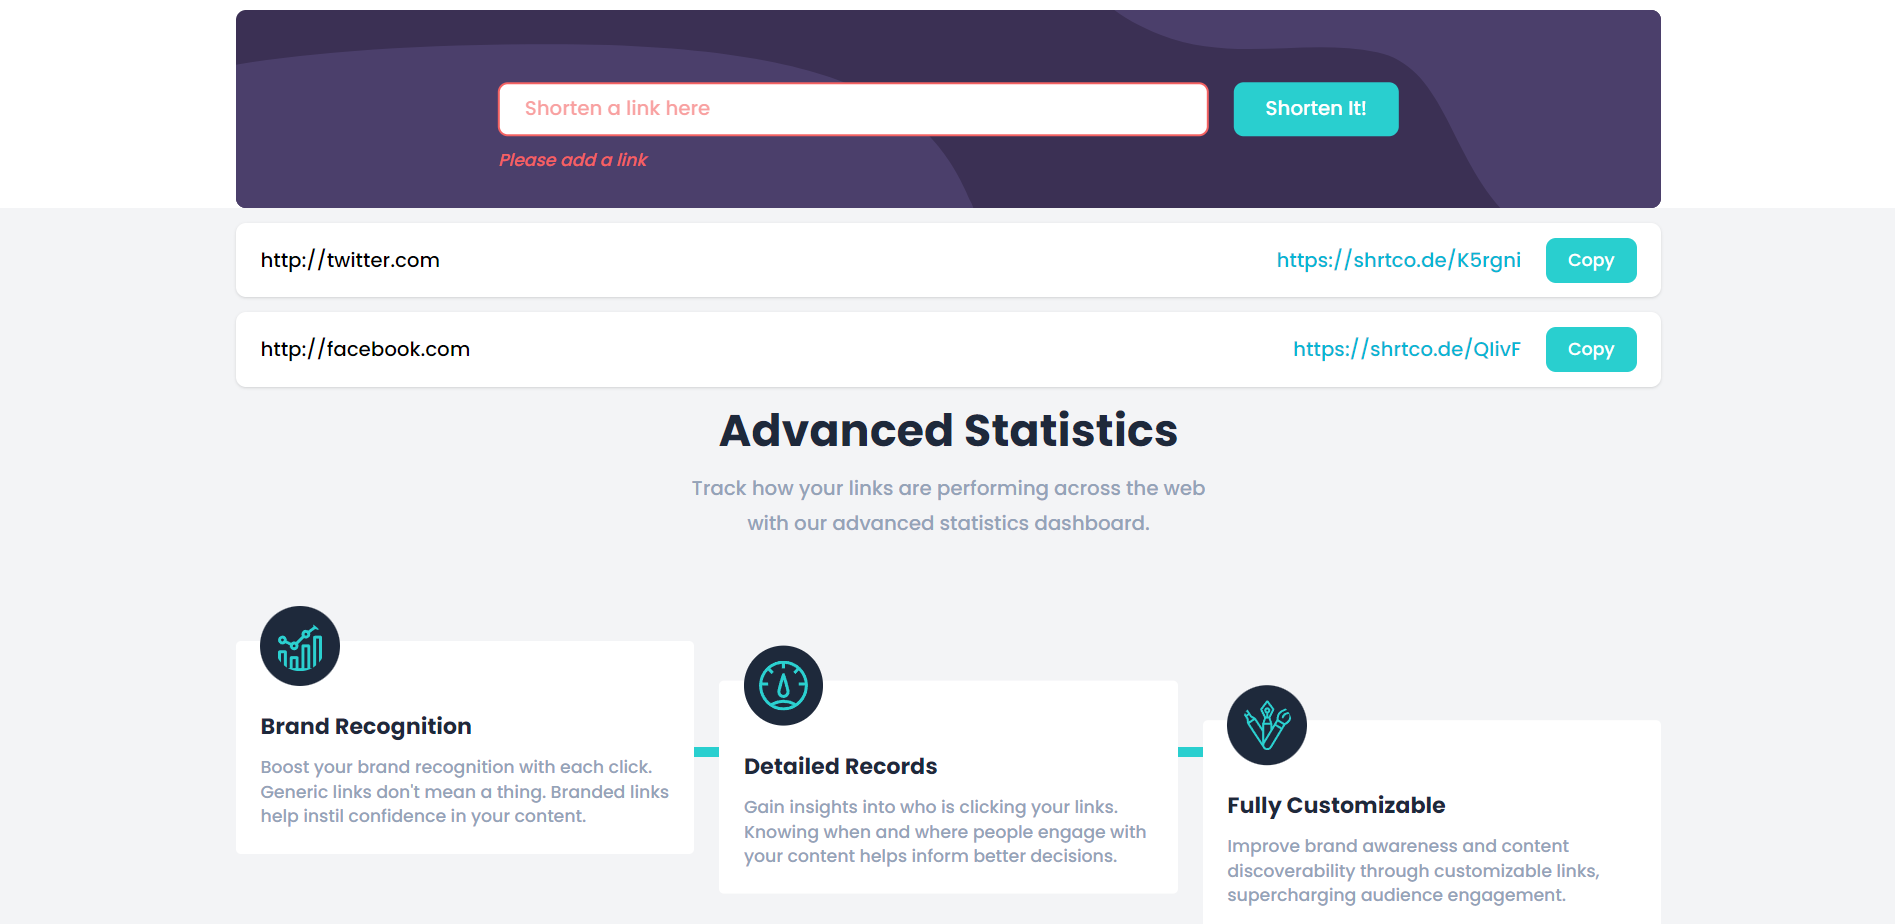 Shorten a link here
Shorten It!
Please add a link
http://twitter.com
https://shrtco.de/K5rgni
Copy
http://facebook.com
https://shrtco.de/QIivF
Copy
Advanced Statistics
Track how your links are performing across the web
with our advanced statistics dashboard.
Brand Recognition
Boost your brand recognition with each click.
Generic links don't mean a thing. Branded links
help instil confidence in your content.
Detailed Records
Gain insights into who is clicking your links.
Knowing when and where people engage with
your content helps inform better decisions.
Fully Customizable
Improve brand awareness and content
discoverability through customizable links,
supercharging audience engagement.